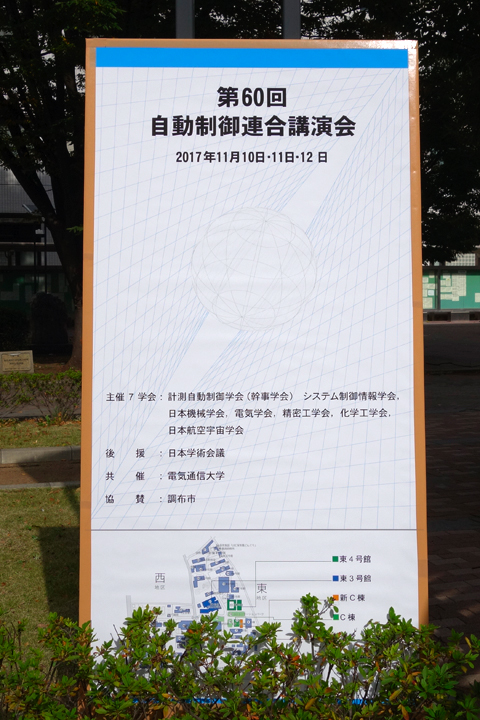 第60回
自動制御連合講演会
2017年11月10日・11日・12 日
主催 7 学会 : 計測自動制御学会（幹事学会） システム制御情報学会,
日本機械学会, 電気学会, 精密工学会, 化学工学会,
日本航空宇宙学会
後 援 : 日本学術会議
共 催 : 電気通信大学
協 賛 : 調布市
東４号館
西
東３号館
東
新Ｃ棟
Ｃ棟